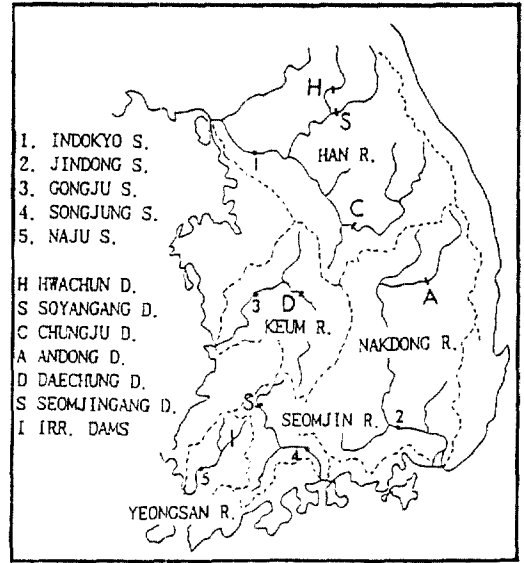 1. INDOKYO S.
2. JINDONG S.
3. GONGJU S.
4. SONGJUNG S.
5. NAJU S.
H HWACHUN D.
S SOYANGANG D.
C CHUNGJU D.
A ANDONG D.
D DAECHUNG D.
S SEOMJINGANG D.
I IRR. DAMS
H
S
1
HAN R.
C
3
D
A
KEUM R.
NAKDONG R.
S
SEOMJIN R.
2
I
4
5
YEONGSAN R.